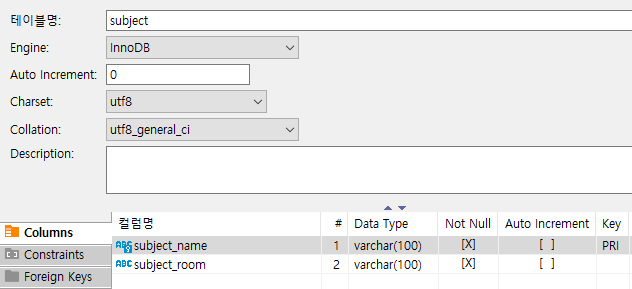 테이블명: subject
Engine: InnoDB
Auto Increment: 0
Charset: utf8
Collation: utf8_general_ci
Description:
컬럼명 # Data Type Not Null Auto Increment Key
Columns
ABC subject_name 1 varchar(100) [X] [ ] PRI
Constraints
ABC subject_room 2 varchar(100) [X] [ ]
Foreign Keys